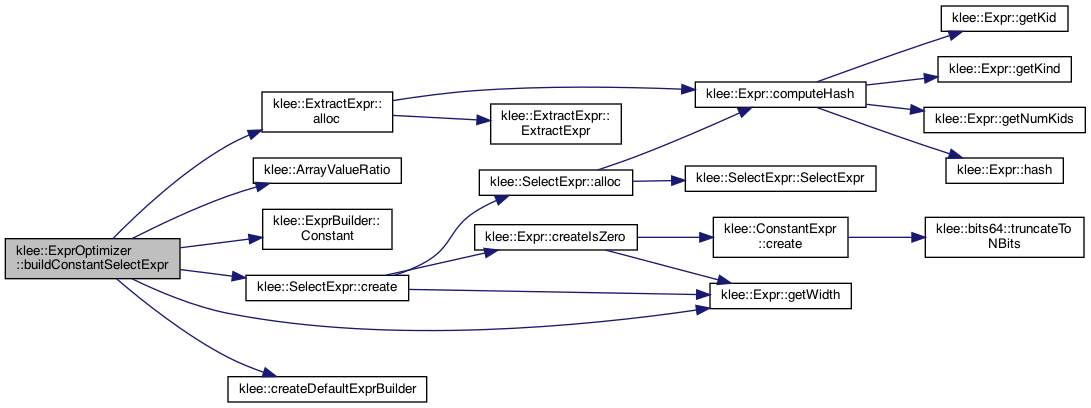 klee::ExprOptimizer
::buildConstantSelectExpr
klee::ExtractExpr::
alloc
klee::ArrayValueRatio
klee::ExprBuilder::
Constant
klee::SelectExpr::create
klee::createDefaultExprBuilder
klee::ExtractExpr::
ExtractExpr
klee::SelectExpr::alloc
klee::Expr::createIsZero
klee::Expr::computeHash
klee::SelectExpr::SelectExpr
klee::ConstantExpr
::create
klee::Expr::getWidth
klee::Expr::getKid
klee::Expr::getKind
klee::Expr::getNumKids
klee::Expr::hash
klee::bits64::truncateTo
NBits